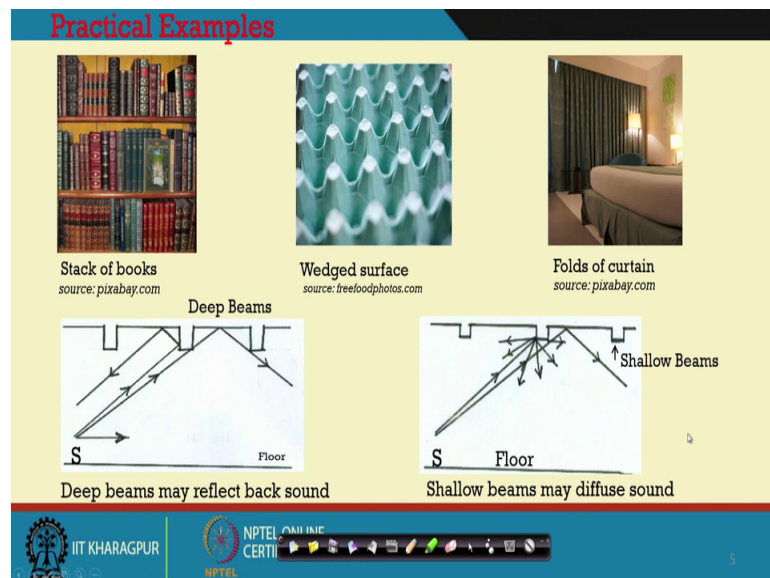 Practical Examples
Stack of books
source: pixabay.com
Wedged surface
source: freefoodphotos.com
Folds of curtain
source: pixabay.com
Deep Beams
S
Floor
Deep beams may reflect back sound
Shallow Beams
S
Floor
Shallow beams may diffuse sound
IIT KHARAGPUR
NPTEL
NPTEL ONLINE
5